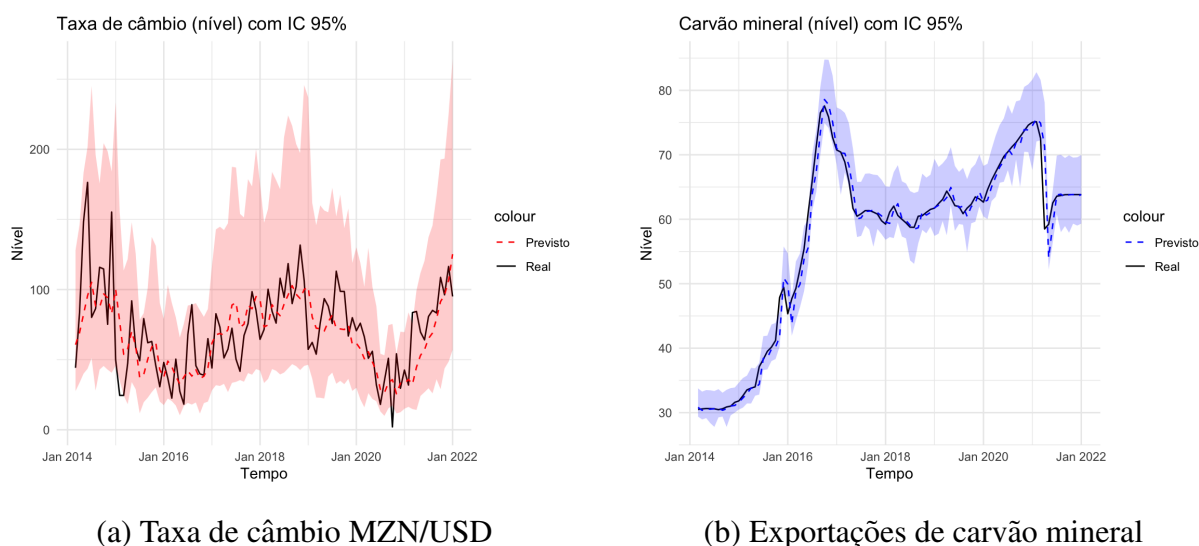 Taxa de câmbio (nível) com IC 95%
200
100
0
Nível
Jan 2014
Jan 2016
Jan 2018
Jan 2020
Jan 2022
Tempo
colour
Previsto
Real
(a) Taxa de câmbio MZN/USD
Carvão mineral (nível) com IC 95%
80
70
60
50
40
30
Nível
Jan 2014
Jan 2016
Jan 2018
Jan 2020
Jan 2022
Tempo
colour
Previsto
Real
(b) Exportações de carvão mineral